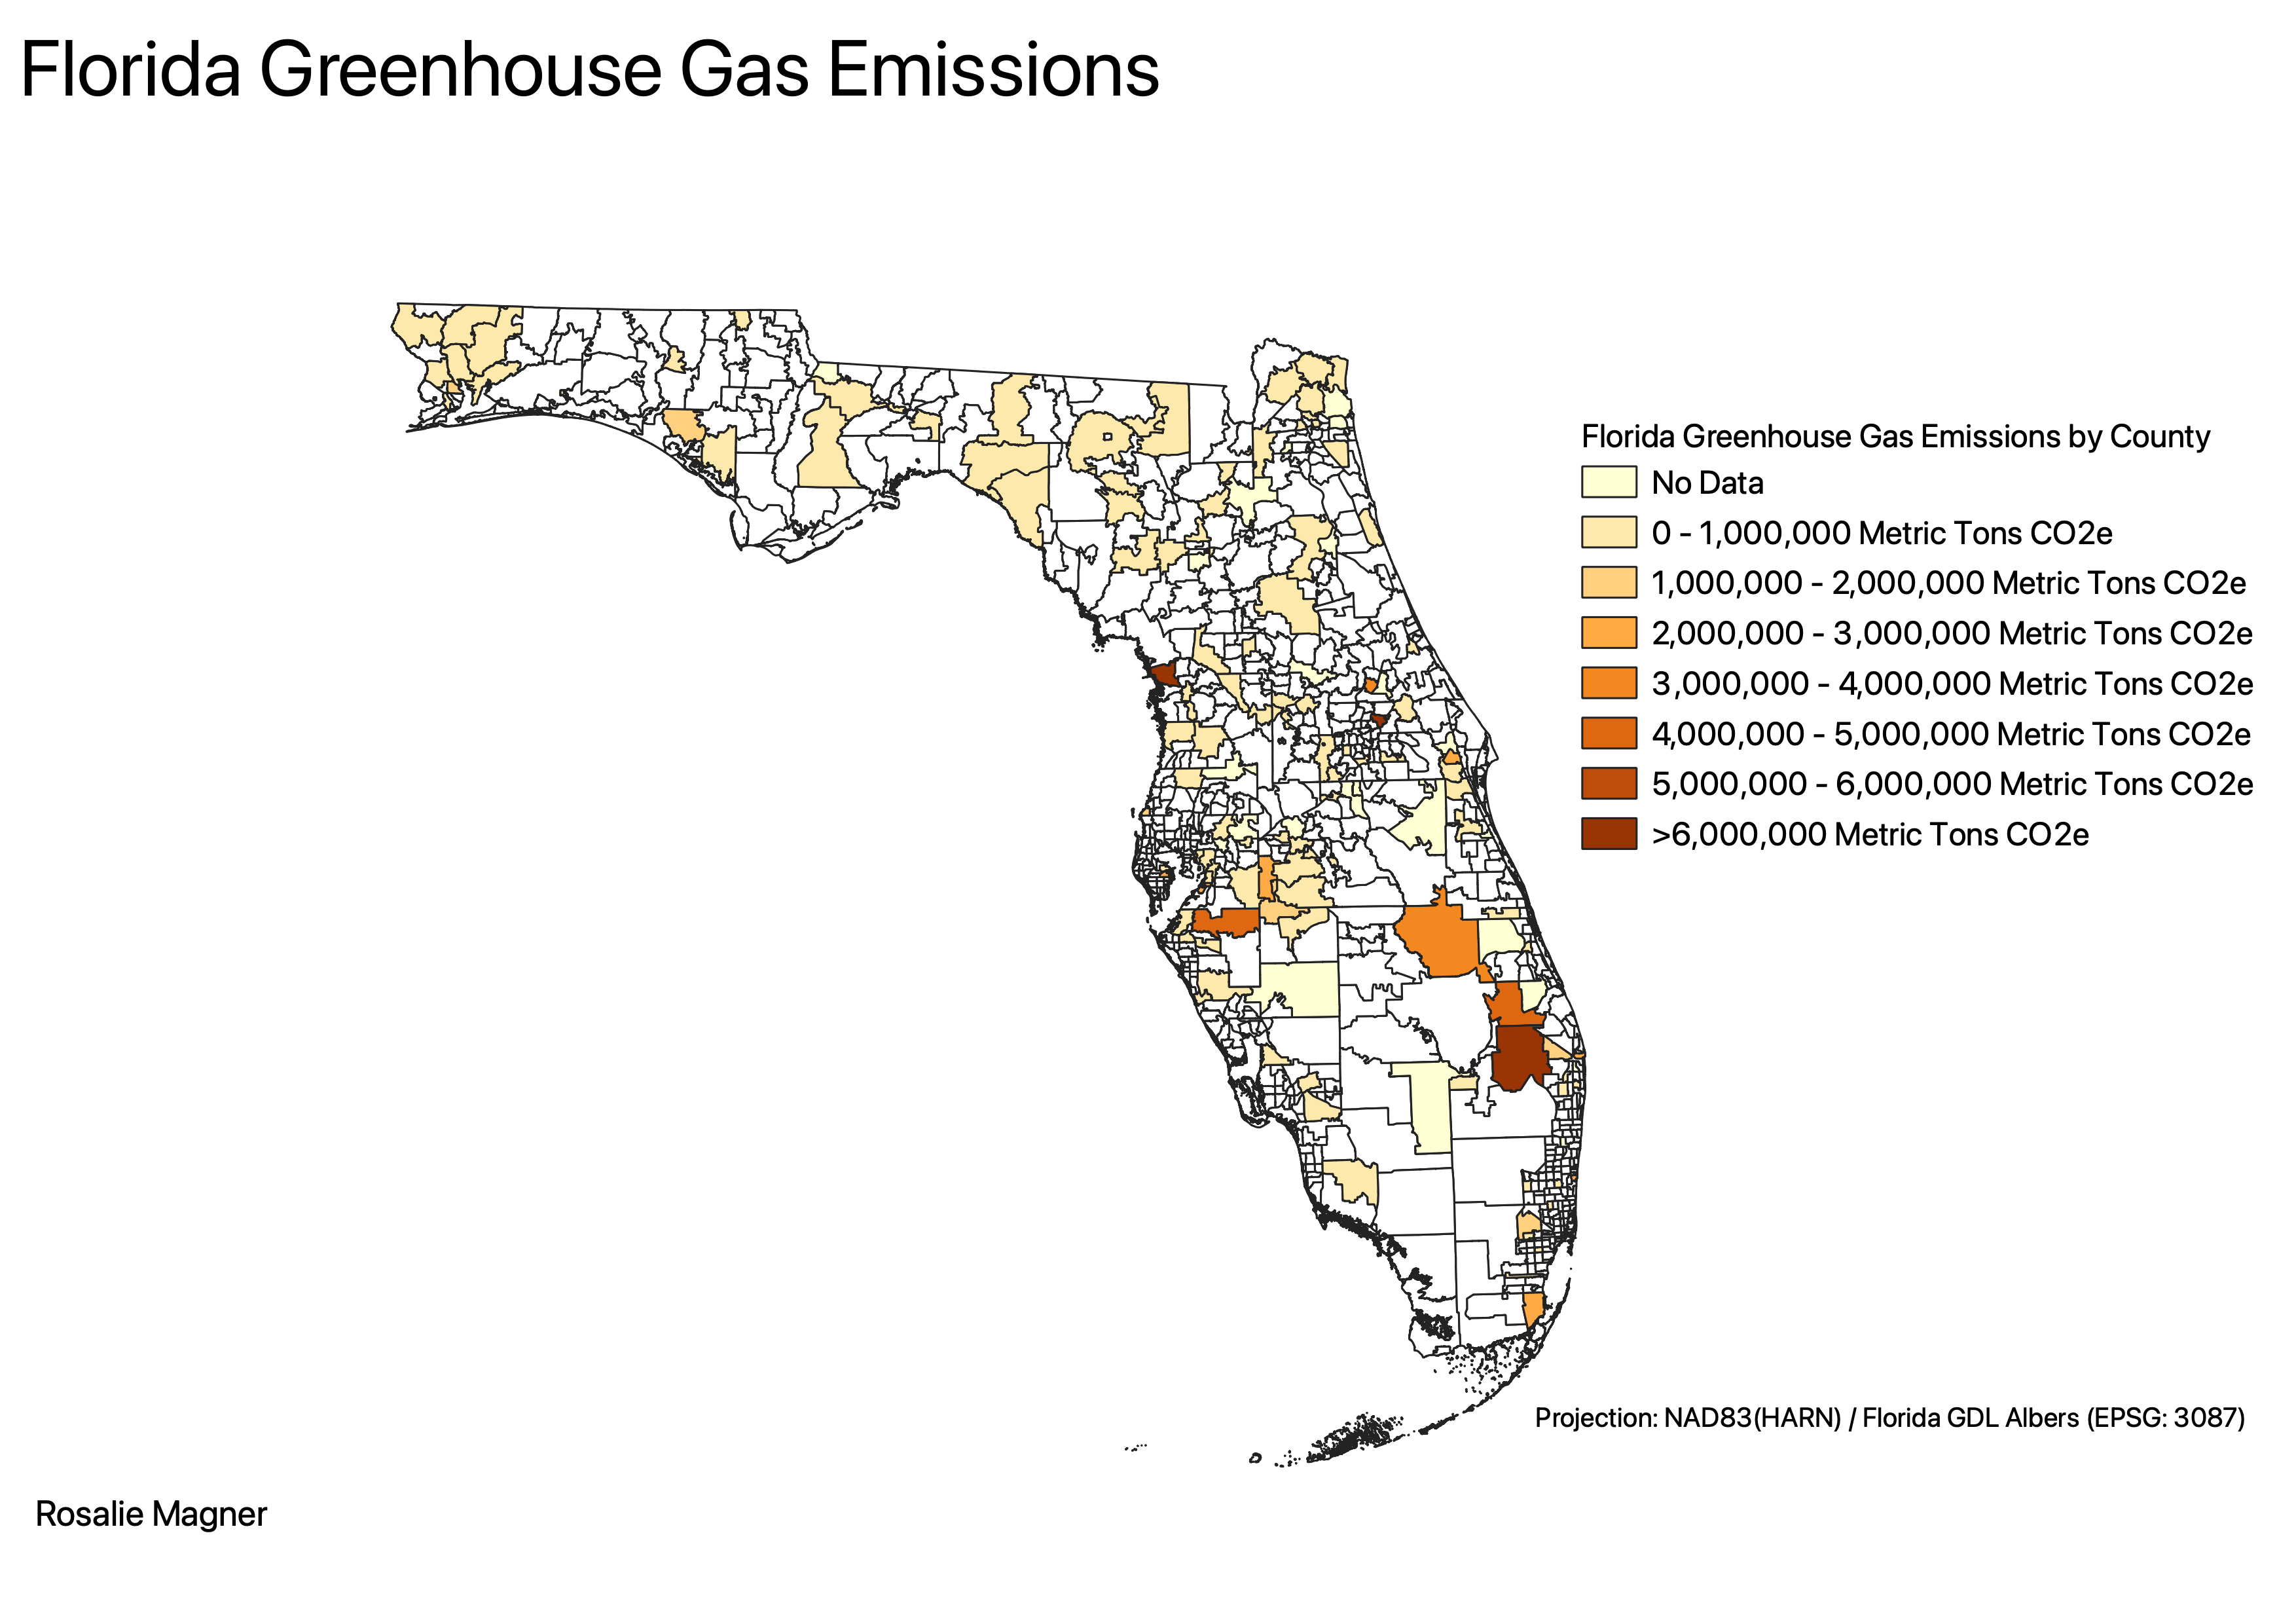 Florida Greenhouse Gas Emissions
Florida Greenhouse Gas Emissions by County
No Data
0 - 1,000,000 Metric Tons CO2e
1,000,000 - 2,000,000 Metric Tons CO2e
2,000,000 - 3,000,000 Metric Tons CO2e
3,000,000 - 4,000,000 Metric Tons CO2e
4,000,000 - 5,000,000 Metric Tons CO2e
5,000,000 - 6,000,000 Metric Tons CO2e
>6,000,000 Metric Tons CO2e
Projection: NAD83(HARN) / Florida GDL Albers (EPSG: 3087)
Rosalie Magner